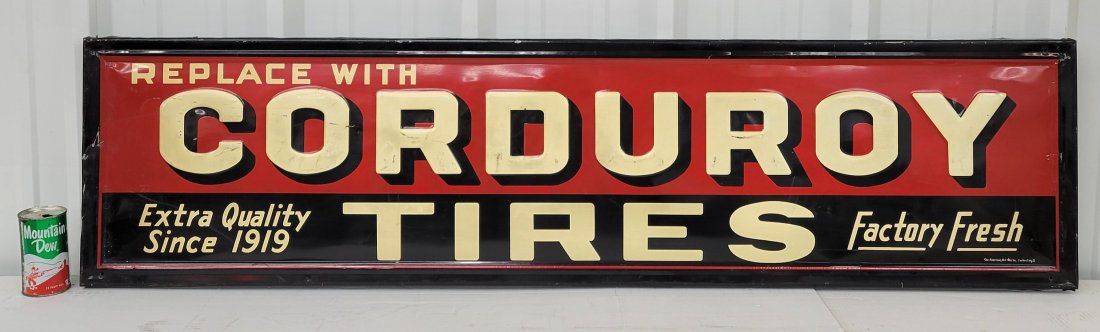 REPLACE WITH
CORDUROY
TIRES
Extra Quality
Since 1919
Factory Fresh
Mountain
Dew